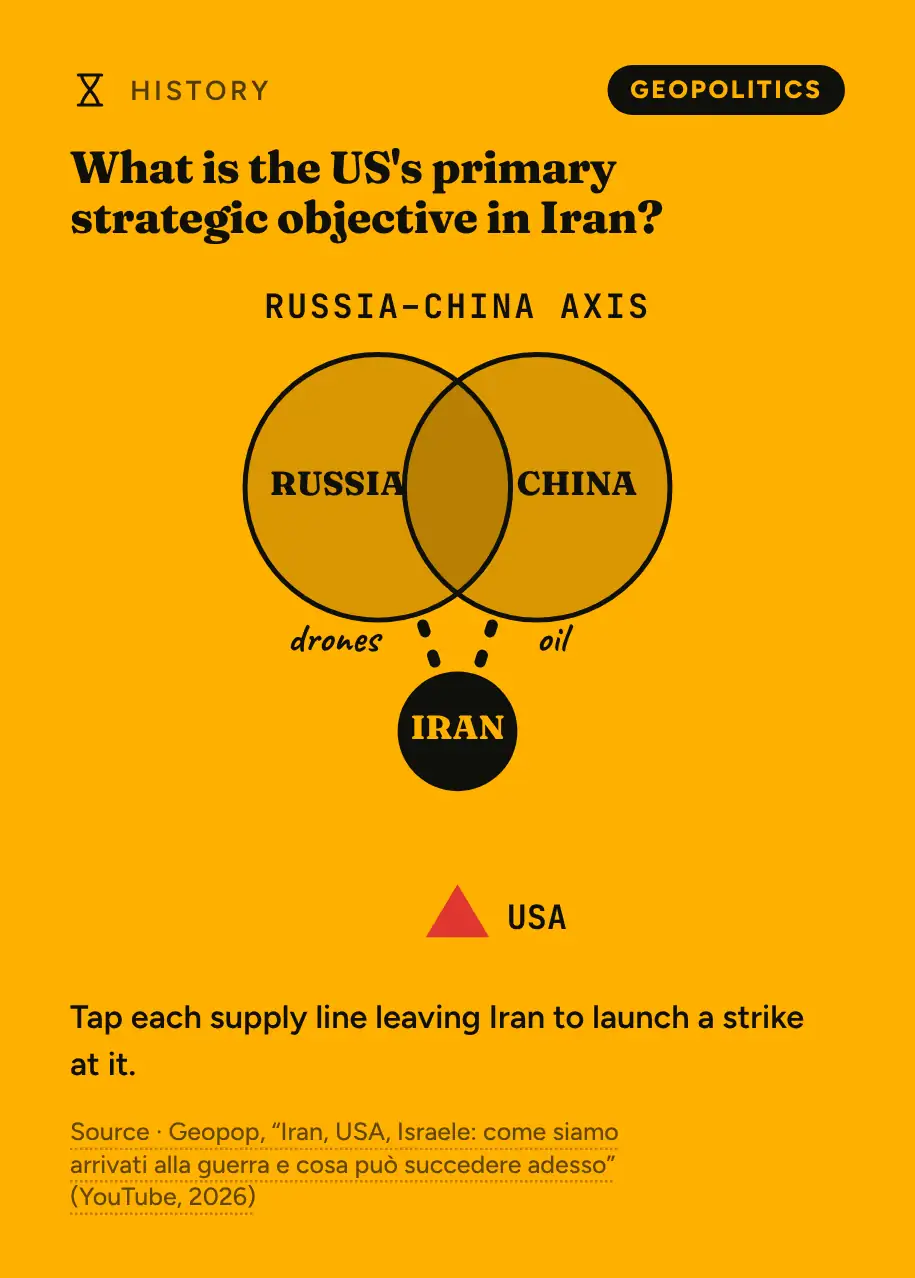 HISTORY
GEOPOLITICS
What is the US's primary
strategic objective in Iran?
RUSSIA–CHINA AXIS
RUSSIA
CHINA
drones
oil
IRAN
USA
Tap each supply line leaving Iran to launch a strike
at it.
Source · Geopop, “Iran, USA, Israele: come siamo
arrivati alla guerra e cosa può succedere adesso”
(YouTube, 2026)